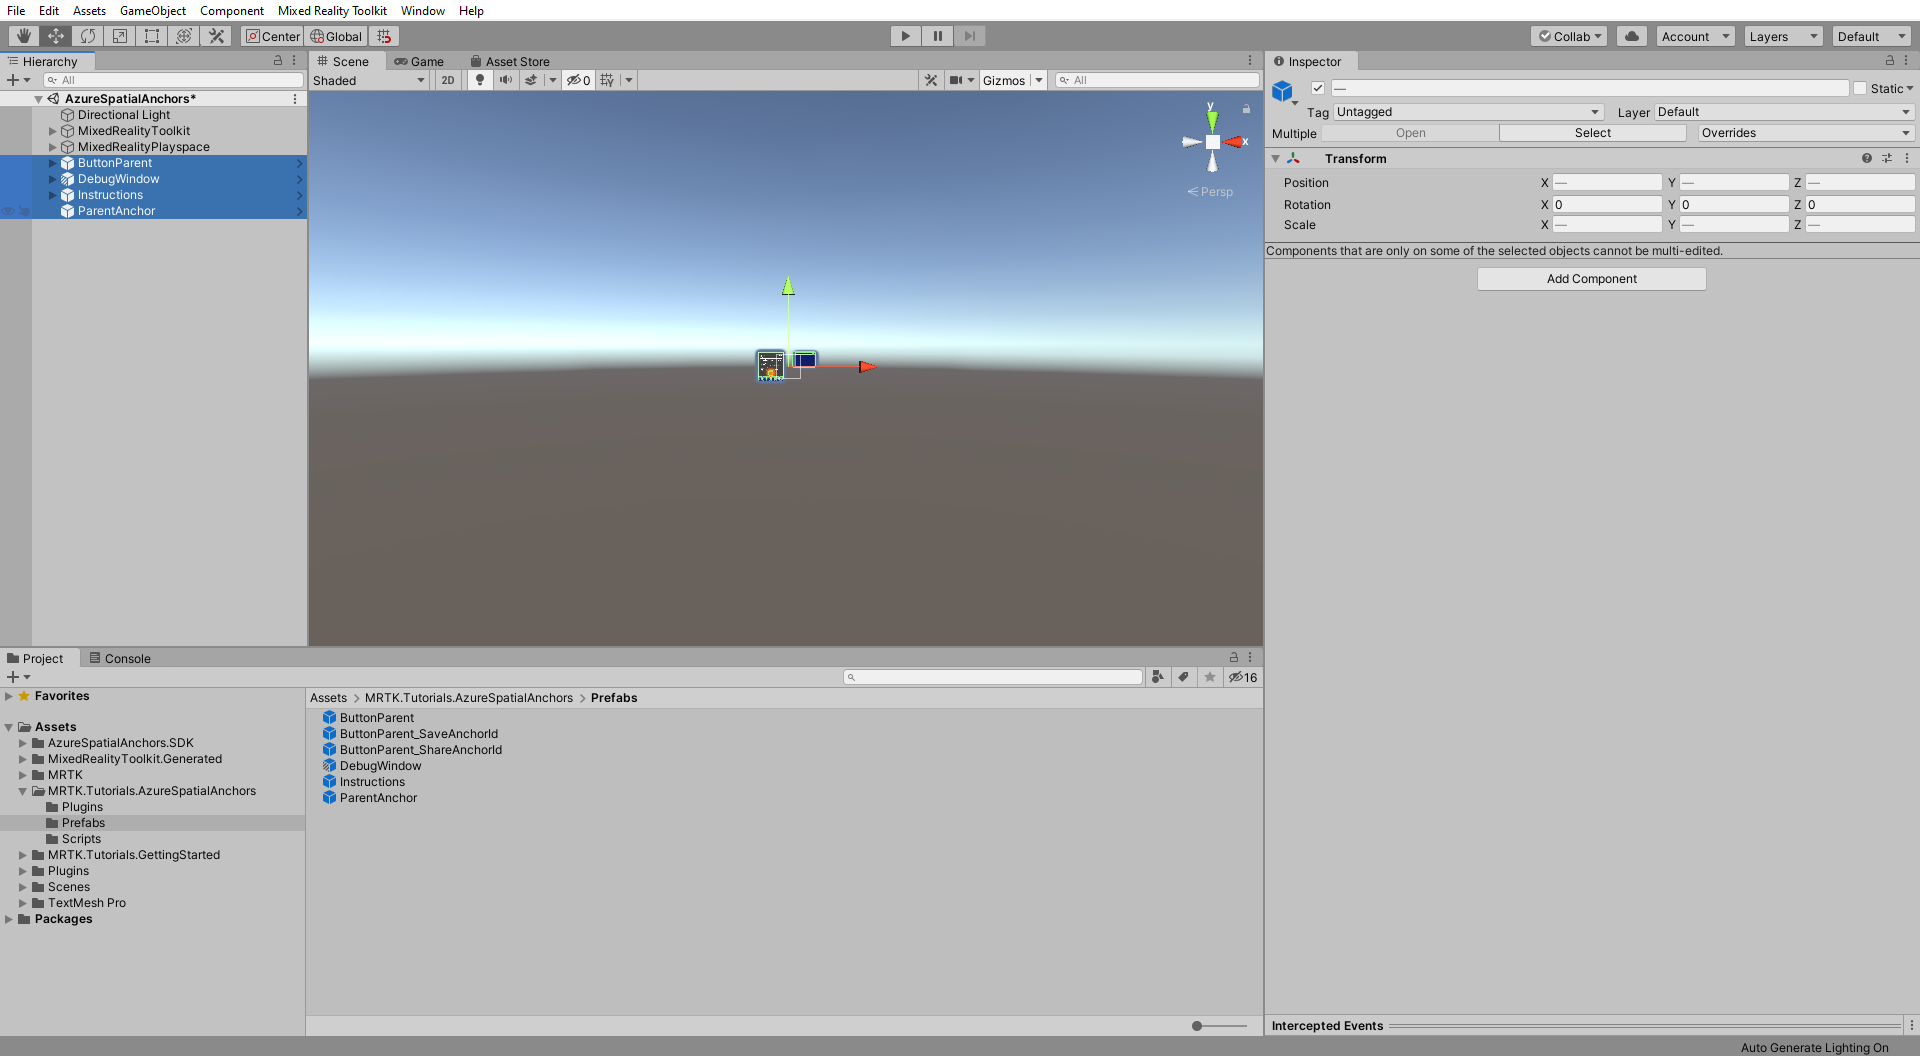 File Edit Assets GameObject Component Mixed Reality Toolkit Window Help
Center Global Collab Account Layers Default
Hierarchy
All
AzureSpatialAnchors*
Directional Light
MixedRealityToolkit
MixedRealityPlayspace
ButtonParent
DebugWindow
Instructions
ParentAnchor
Scene Game Asset Store
Shaded 2D 0 Gizmos All
y
x
Persp
Inspector
— Static
Tag Untagged Layer Default
Multiple Open Select Overrides
Transform
Position X — Y — Z —
Rotation X 0 Y 0 Z 0
Scale X — Y — Z —
Components that are only on some of the selected objects cannot be multi-edited.
Add Component
Project Console
16
Favorites
Assets
AzureSpatialAnchors.SDK
MixedRealityToolkit.Generated
MRTK
MRTK.Tutorials.AzureSpatialAnchors
Plugins
Prefabs
Scripts
MRTK.Tutorials.GettingStarted
Plugins
Scenes
TextMesh Pro
Packages
Assets > MRTK.Tutorials.AzureSpatialAnchors > Prefabs
ButtonParent
ButtonParent_SaveAnchorId
ButtonParent_ShareAnchorId
DebugWindow
Instructions
ParentAnchor
Intercepted Events
Auto Generate Lighting On